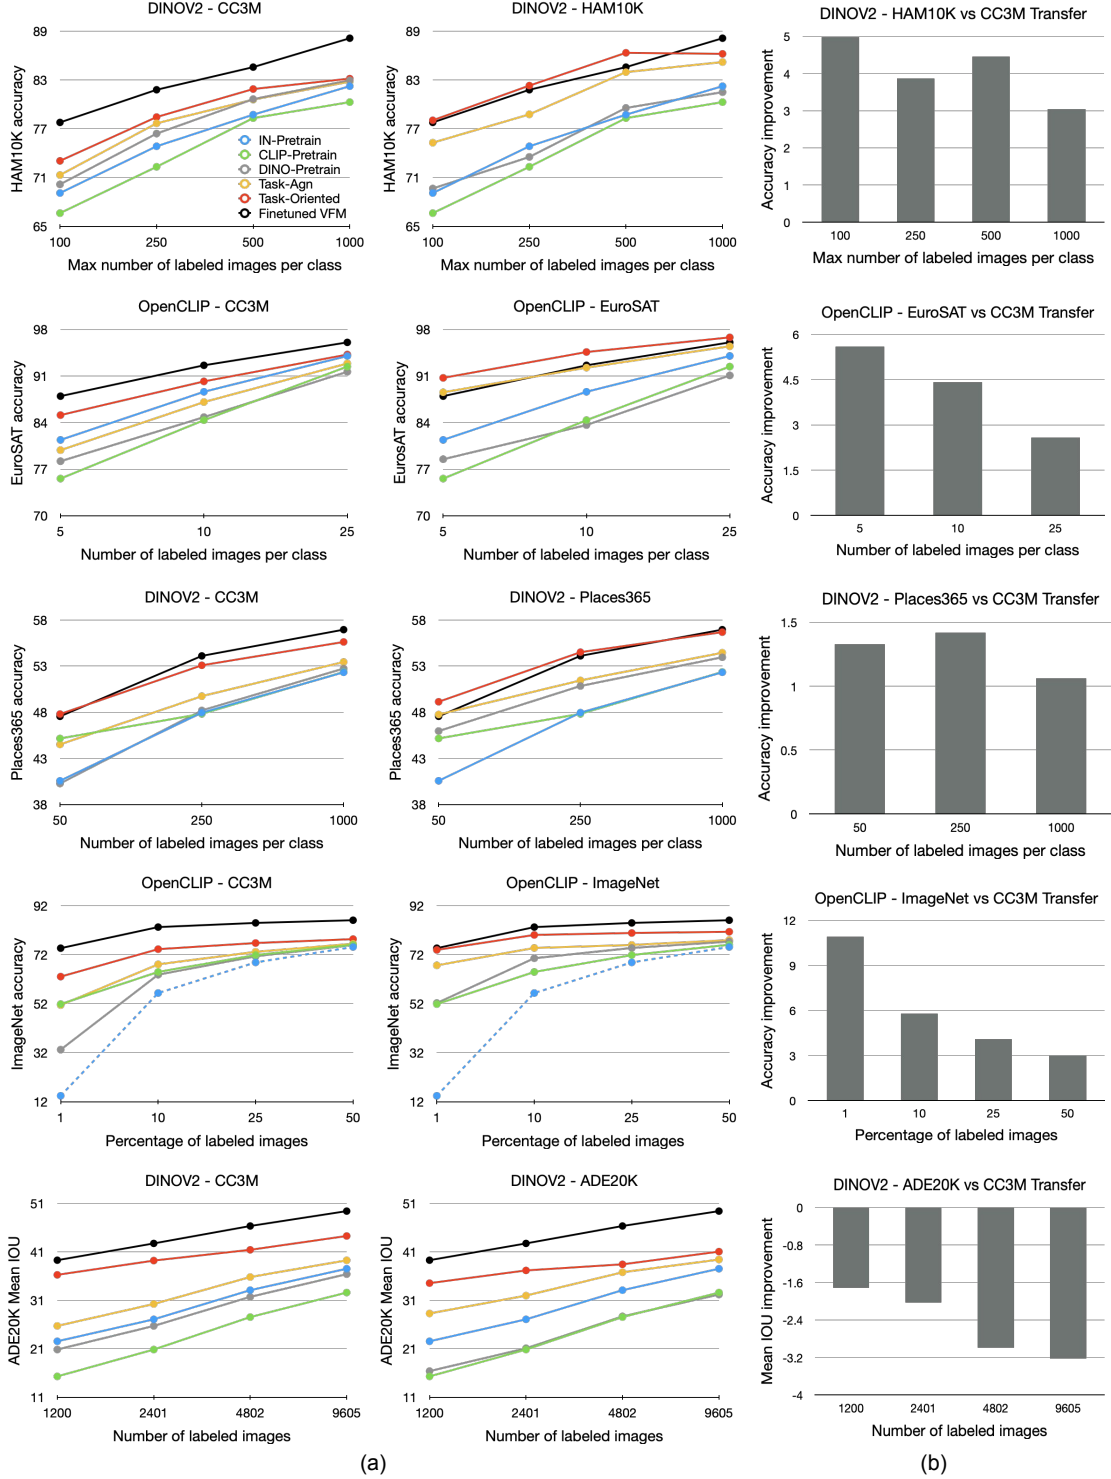 DINOV2 - CC3M
HAM10K accuracy
89
83
77
71
65
IN-Pretrain
CLIP-Pretrain
DINO-Pretrain
Task-Agn
Task-Oriented
Finetuned VFM
100 250 500 1000
Max number of labeled images per class
DINOV2 - HAM10K
HAM10K accuracy
89
83
77
71
65
100 250 500 1000
Max number of labeled images per class
DINOV2 - HAM10K vs CC3M Transfer
Accuracy improvement
5
4
3
2
1
0
100 250 500 1000
Max number of labeled images per class
OpenCLIP - CC3M
EuroSAT accuracy
98
91
84
77
70
5 10 25
Number of labeled images per class
OpenCLIP - EuroSAT
EurosAT accuracy
98
91
84
77
70
5 10 25
Number of labeled images per class
OpenCLIP - EuroSAT vs CC3M Transfer
Accuracy improvement
6
4.5
3
1.5
0
5 10 25
Number of labeled images per class
DINOV2 - CC3M
Places365 accuracy
58
53
48
43
38
50 250 1000
Number of labeled images per class
DINOV2 - Places365
Places365 accuracy
58
53
48
43
38
50 250 1000
Number of labeled images per class
DINOV2 - Places365 vs CC3M Transfer
Accuracy improvement
1.5
1
0.5
0
50 250 1000
Number of labeled images per class
OpenCLIP - CC3M
ImageNet accuracy
92
72
52
32
12
1 10 25 50
Percentage of labeled images
OpenCLIP - ImageNet
ImageNet accuracy
92
72
52
32
12
1 10 25 50
Percentage of labeled images
OpenCLIP - ImageNet vs CC3M Transfer
Accuracy improvement
12
9
6
3
0
1 10 25 50
Percentage of labeled images
DINOV2 - CC3M
ADE20K Mean IOU
51
41
31
21
11
1200 2401 4802 9605
Number of labeled images
DINOV2 - ADE20K
ADE20K Mean IOU
51
41
31
21
11
1200 2401 4802 9605
Number of labeled images
DINOV2 - ADE20K vs CC3M Transfer
Mean IOU improvement
0
-0.8
-1.6
-2.4
-3.2
-4
1200 2401 4802 9605
Number of labeled images
(a)
(b)